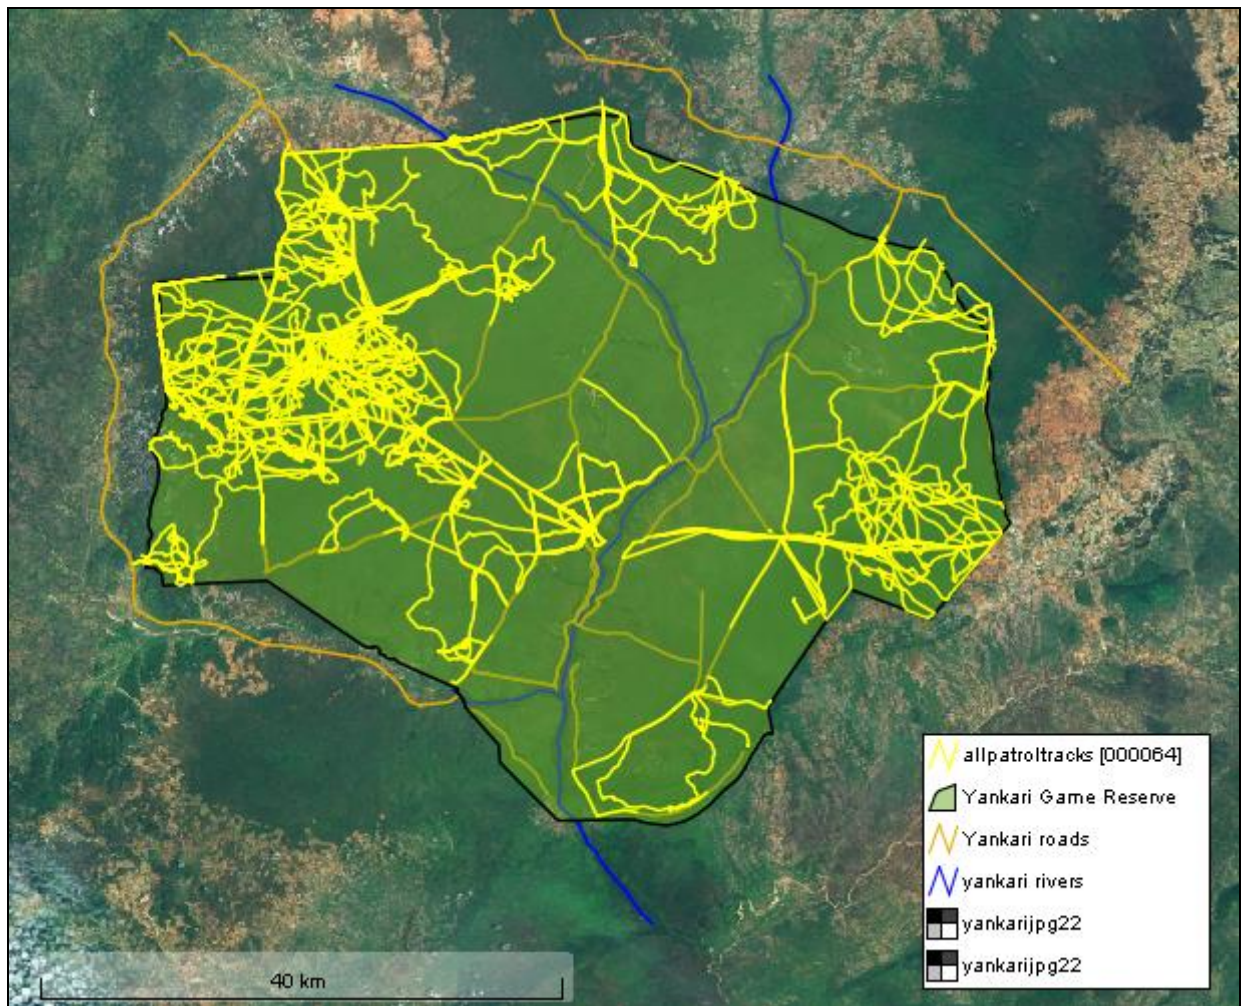 allpatroltracks [000064]
Yankari Game Reserve
Yankari roads
yankari rivers
yankarijpg22
yankarijpg22
40 km